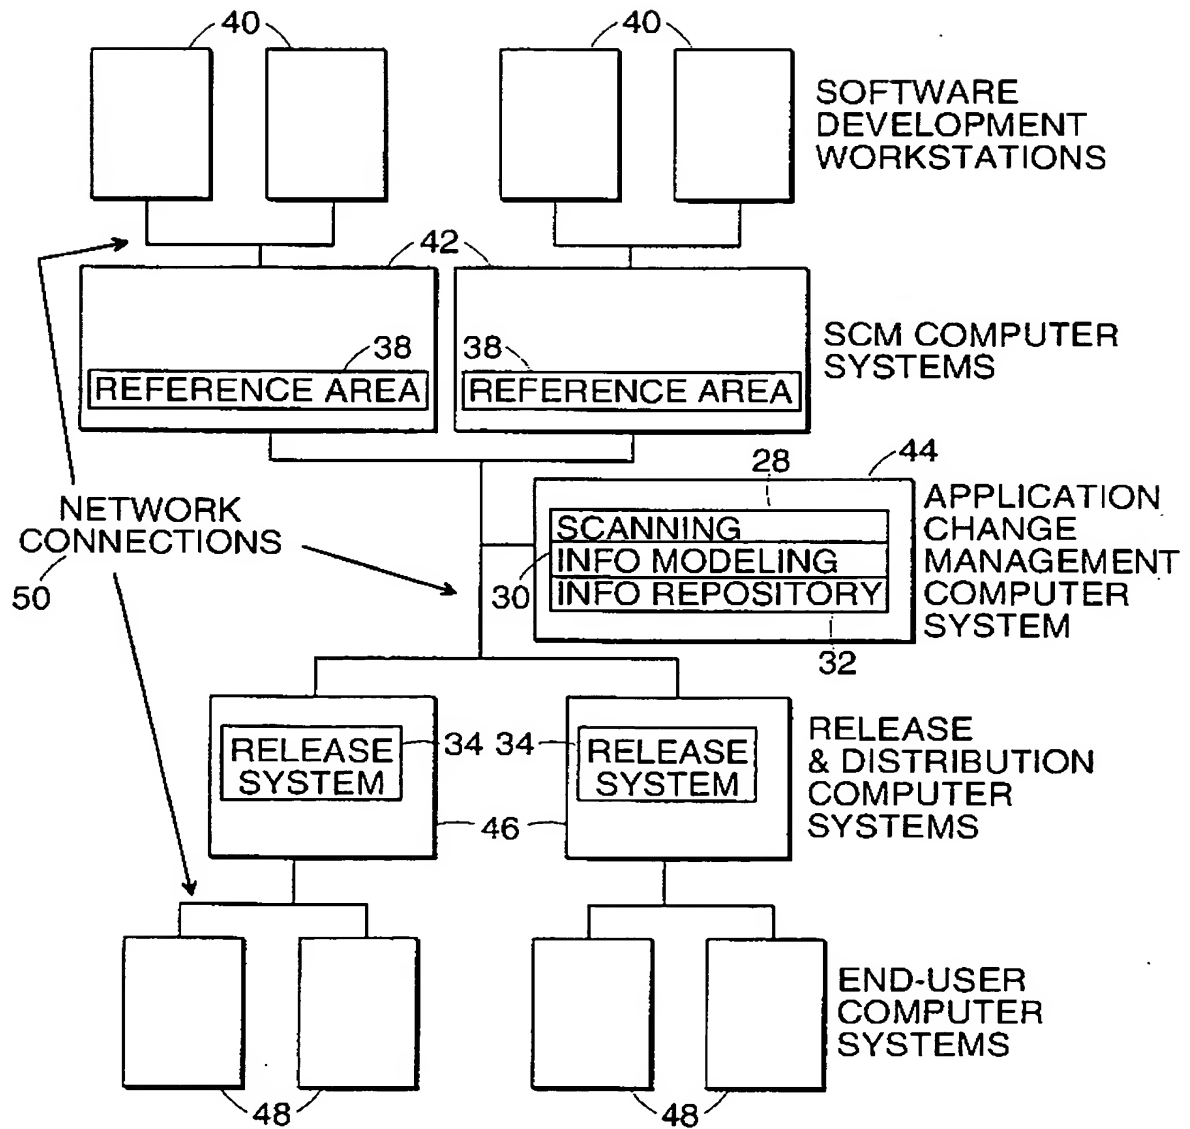 40
40
SOFTWARE
DEVELOPMENT
WORKSTATIONS
42
SCM COMPUTER
SYSTEMS
38
38
REFERENCE AREA
REFERENCE AREA
44
28
APPLICATION
CHANGE
MANAGEMENT
COMPUTER
SYSTEM
SCANNING
INFO MODELING
INFO REPOSITORY
30
32
NETWORK
CONNECTIONS
50
RELEASE
SYSTEM
34
34
RELEASE
SYSTEM
46
RELEASE
& DISTRIBUTION
COMPUTER
SYSTEMS
END-USER
COMPUTER
SYSTEMS
48
48